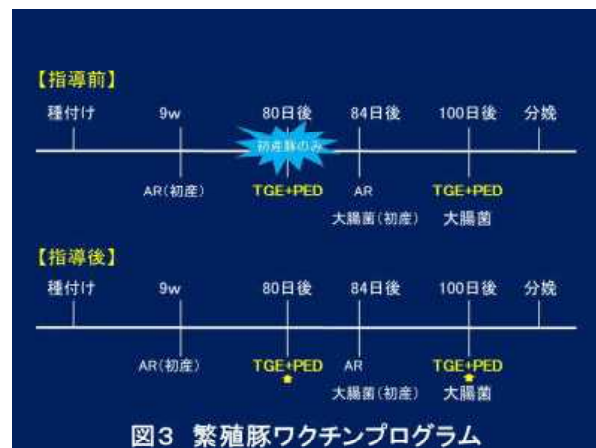 【指導前】
種付け 9w 80日後 84日後 100日後 分娩
初産豚のみ
AR(初産) TGE+PED AR TGE+PED
大腸菌(初産) 大腸菌
【指導後】
種付け 9w 80日後 84日後 100日後 分娩
AR(初産) TGE+PED AR TGE+PED
大腸菌(初産) 大腸菌
図3 繁殖豚ワクチンプログラム